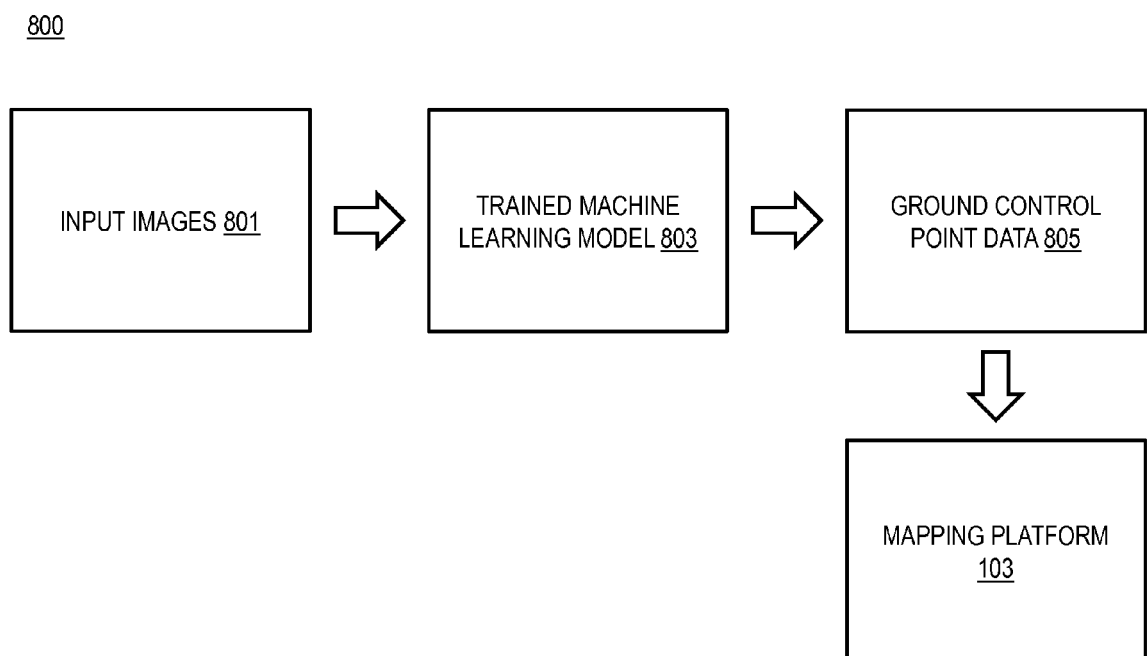 800
INPUT IMAGES 801
TRAINED MACHINE
LEARNING MODEL 803
GROUND CONTROL
POINT DATA 805
MAPPING PLATFORM
103